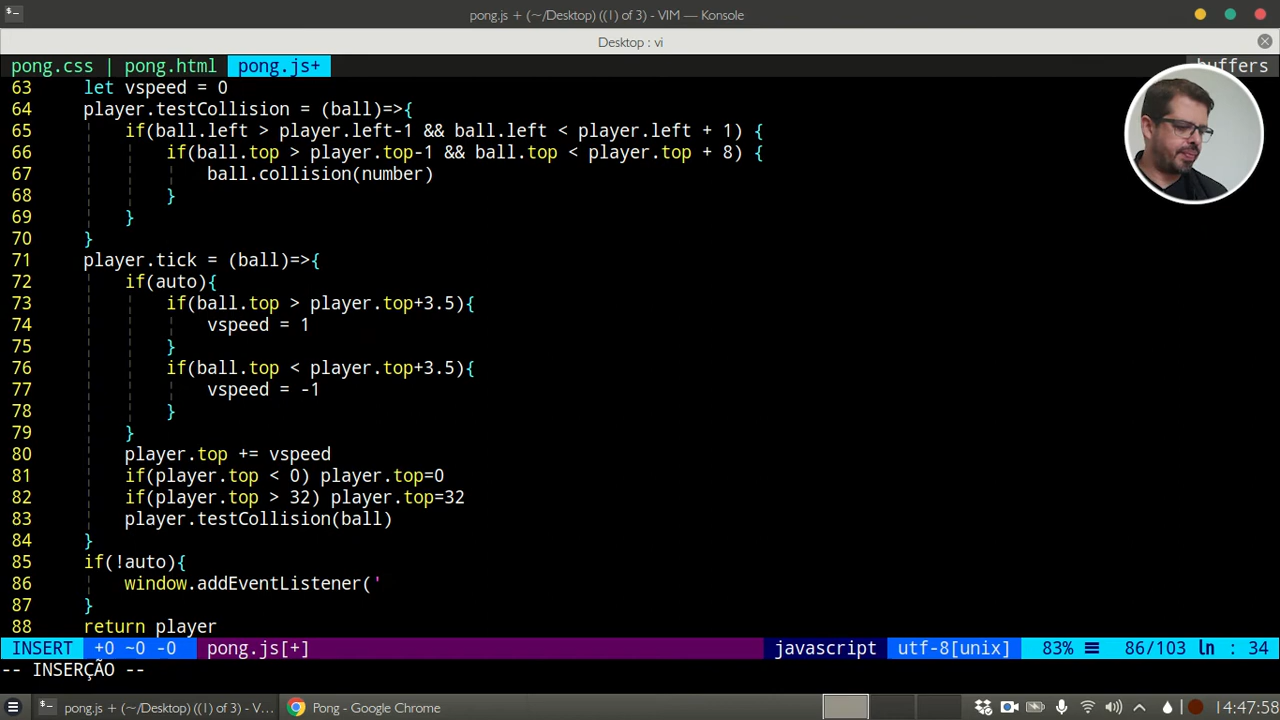 pong.js + (~/Desktop) ((1) of 3) - VIM — Konsole
Desktop : vi
pong.css | pong.html pong.js+ buffers
63 let vspeed = 0
64 player.testCollision = (ball)=>{
65 if(ball.left > player.left-1 && ball.left < player.left + 1) {
66 if(ball.top > player.top-1 && ball.top < player.top + 8) {
67 ball.collision(number)
68 }
69 }
70 }
71 player.tick = (ball)=>{
72 if(auto){
73 if(ball.top > player.top+3.5){
74 vspeed = 1
75 }
76 if(ball.top < player.top+3.5){
77 vspeed = -1
78 }
79 }
80 player.top += vspeed
81 if(player.top < 0) player.top=0
82 if(player.top > 32) player.top=32
83 player.testCollision(ball)
84 }
85 if(!auto){
86 window.addEventListener('
87 }
88 return player
INSERT +0 ~0 -0 pong.js[+] javascript utf-8[unix] 83% ≡ 86/103 ln : 34
-- INSERÇÃO --
pong.js + (~/Desktop) ((1) of 3) - V... Pong - Google Chrome 14:47:58